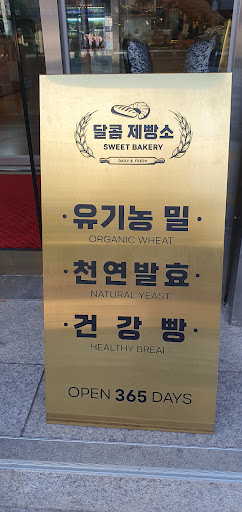 달콤 제빵소
SWEET BAKERY
DAILY & FRESH
· 유기농 밀 ·
ORGANIC WHEAT
· 천연발효 ·
NATURAL YEAST
· 건강빵 ·
HEALTHY BREAI
OPEN 365 DAYS